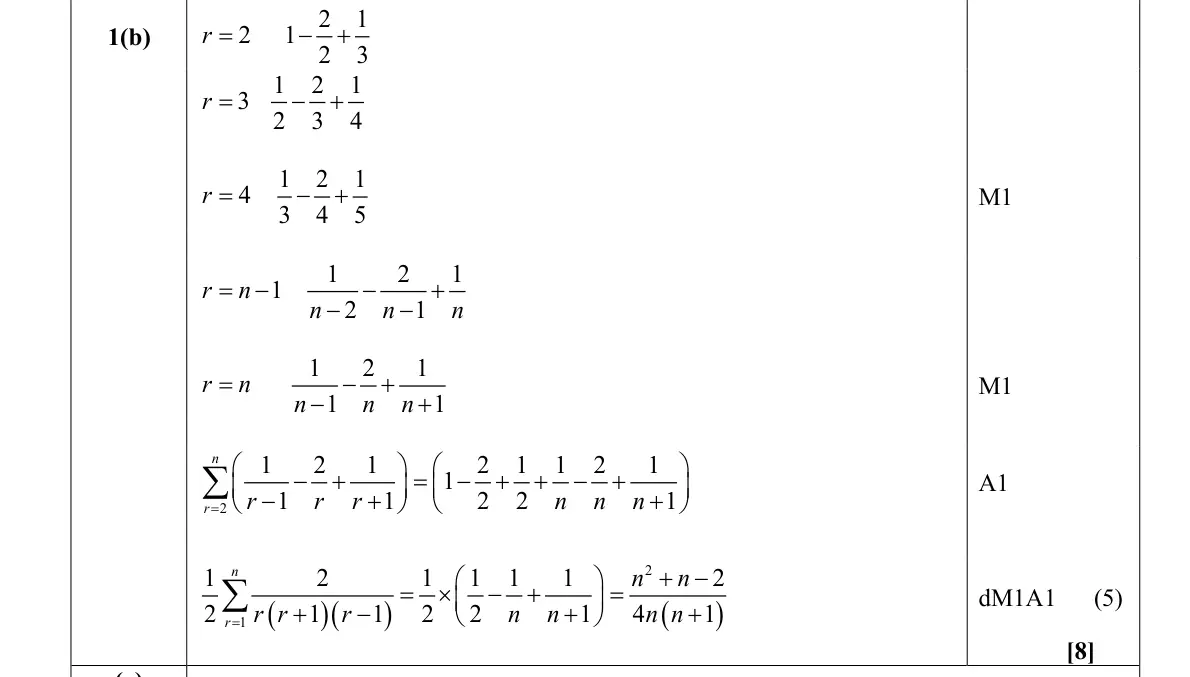 1(b) r = 2 1 − 2/2 + 1/3
r = 3 1/2 − 2/3 + 1/4
r = 4 1/3 − 2/4 + 1/5 M1
r = n − 1 1/(n − 2) − 2/(n − 1) + 1/n
r = n 1/(n − 1) − 2/n + 1/(n + 1) M1
∑_{r=2}^{n} (1/(r − 1) − 2/r + 1/(r + 1)) = (1 − 2/2 + 1/2 + 1/n − 2/n + 1/(n + 1)) A1
1/2 ∑_{r=1}^{n} 2/(r(r + 1)(r − 1)) = 1/2 × (1/2 − 1/n + 1/(n + 1)) = (n² + n − 2)/(4n(n + 1)) dM1A1 (5)
[8]